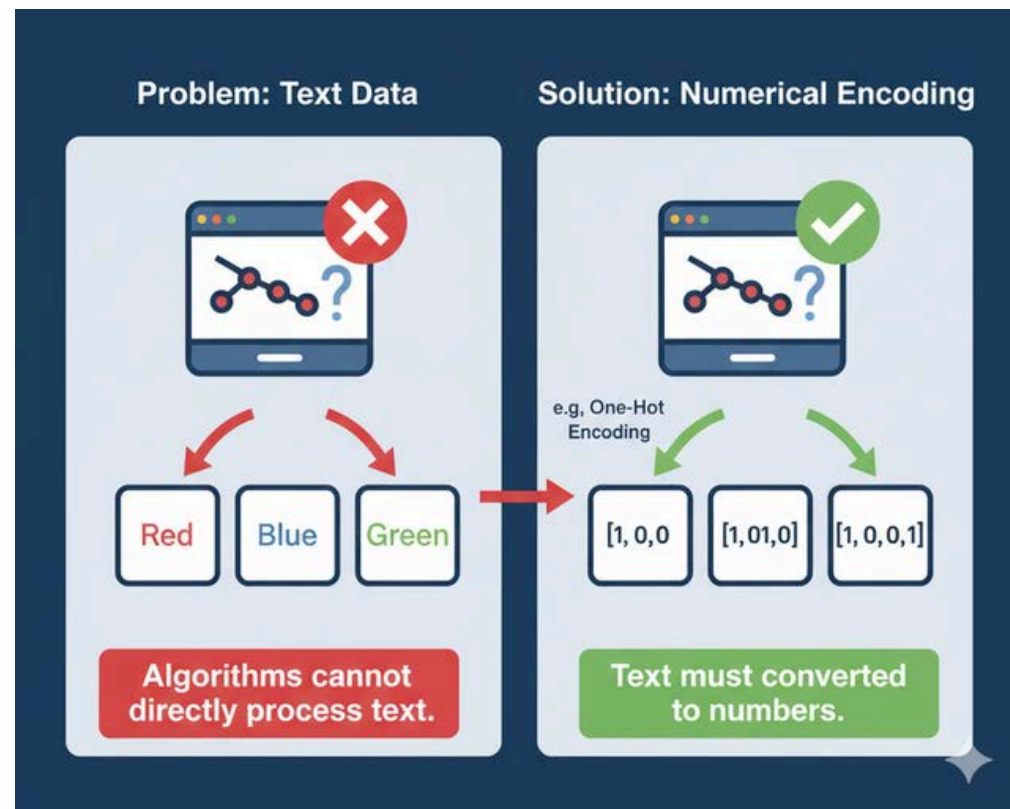 Problem: Text Data
Solution: Numerical Encoding
?
?
e.g, One-Hot
Encoding
Red
Blue
Green
[1, 0,0
[1,01,0]
[1, 0,0,1]
Algorithms cannot
directly process text.
Text must converted
to numbers.